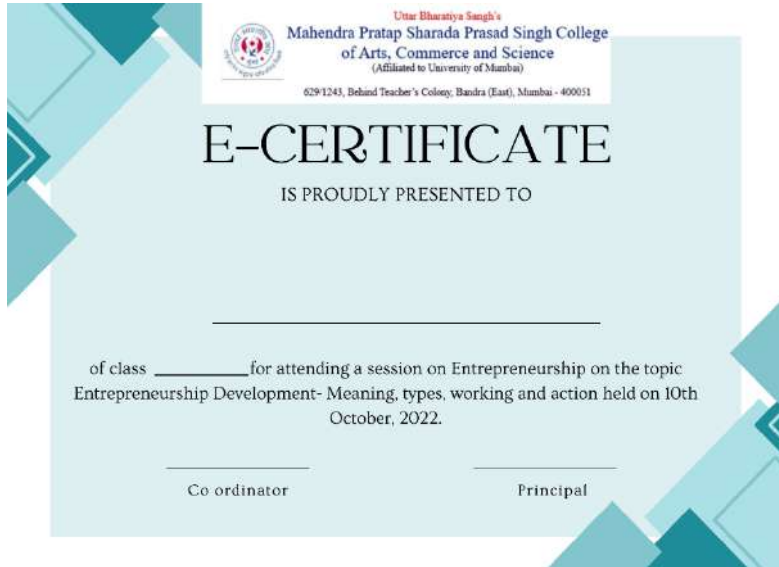 Uttar Bharatiya Sangh's
Mahendra Pratap Sharada Prasad Singh College
of Arts, Commerce and Science
(Affiliated to University of Mumbai)
629/1243, Behind Teacher's Colony, Bandra (East), Mumbai - 400051
E-CERTIFICATE
IS PROUDLY PRESENTED TO
of class __________for attending a session on Entrepreneurship on the topic
Entrepreneurship Development- Meaning, types, working and action held on 10th
October, 2022.
Co ordinator
Principal